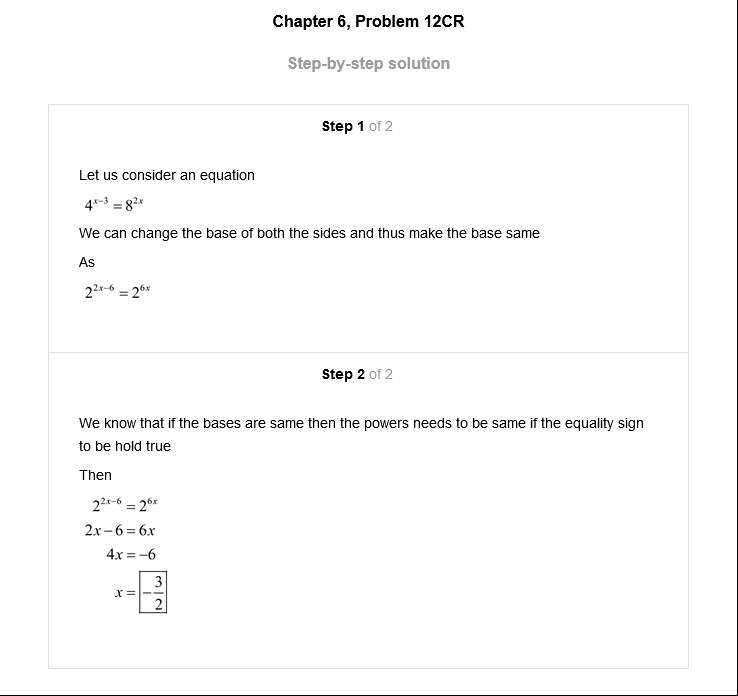 Chapter 6, Problem 12CR
Step-by-step solution
Step 1 of 2
Let us consider an equation
4^{x−3} = 8^{2x}
We can change the base of both the sides and thus make the base same
As
2^{2x−6} = 2^{6x}
Step 2 of 2
We know that if the bases are same then the powers needs to be same if the equality sign
to be hold true
Then
2^{2x−6} = 2^{6x}
2x − 6 = 6x
4x = −6
x = −3/2